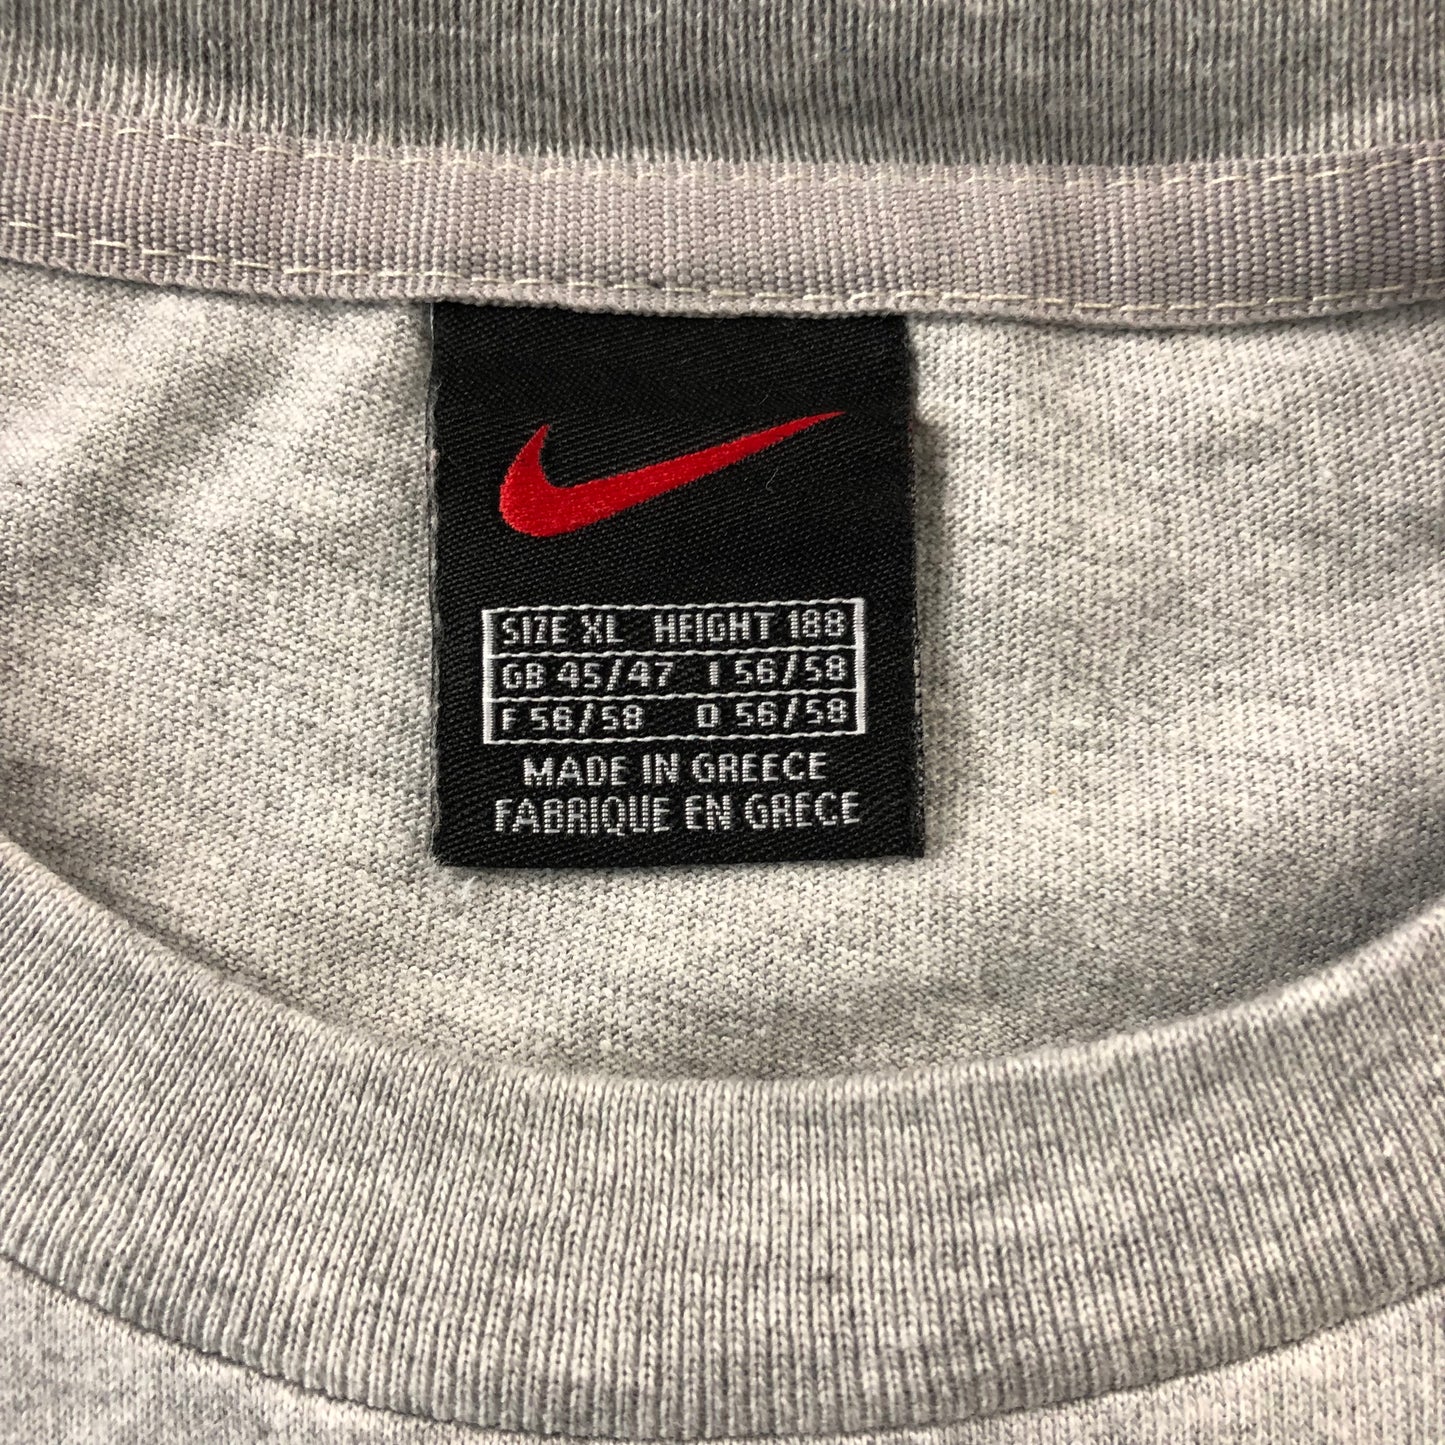 SIZE XL HEIGHT 188
GB 45/47 I 56/58
F 56/58 D 56/58
MADE IN GREECE
FABRIQUE EN GRECE